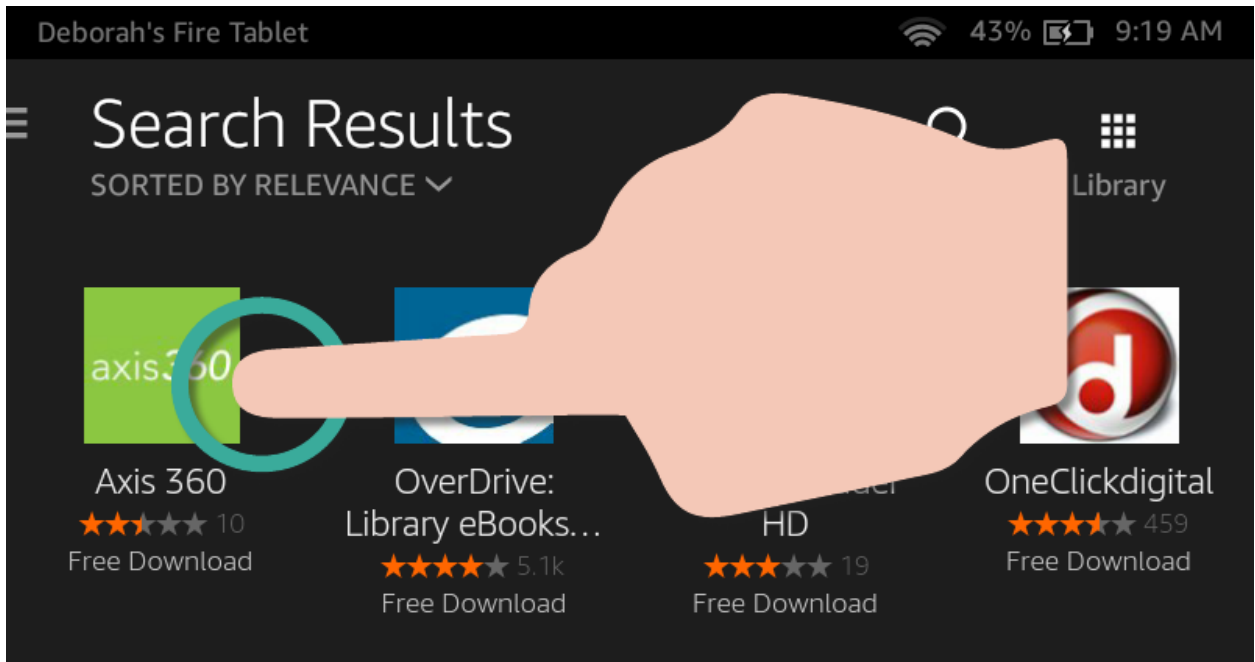 Deborah's Fire Tablet 43% 9:19 AM
Search Results
SORTED BY RELEVANCE
Library
axis360
Axis 360
10
Free Download
OverDrive:
Library eBooks...
5.1k
Free Download
HD
19
Free Download
d
OneClickdigital
459
Free Download